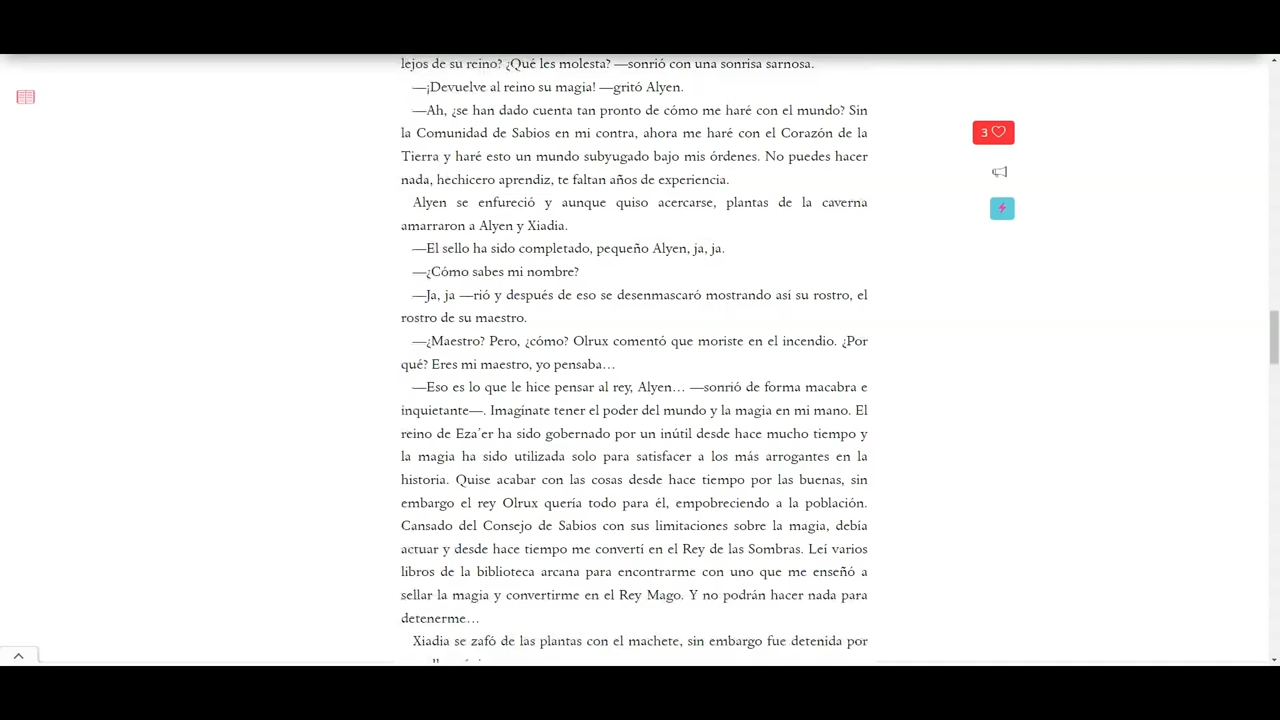 lejos de su reino? ¿Qué les molesta? —sonrió con una sonrisa sarnosa.
—¡Devuelve al reino su magia! —gritó Alyen.
—Ah, ¿se han dado cuenta tan pronto de cómo me haré con el mundo? Sin
la Comunidad de Sabios en mi contra, ahora me haré con el Corazón de la
Tierra y haré esto un mundo subyugado bajo mis órdenes. No puedes hacer
nada, hechicero aprendiz, te faltan años de experiencia.
Alyen se enfureció y aunque quiso acercarse, plantas de la caverna
amarraron a Alyen y Xiadia.
—El sello ha sido completado, pequeño Alyen, ja, ja.
—¿Cómo sabes mi nombre?
—Ja, ja —rió y después de eso se desenmascaró mostrando así su rostro, el
rostro de su maestro.
—¿Maestro? Pero, ¿cómo? Olrux comentó que moriste en el incendio. ¿Por
qué? Eres mi maestro, yo pensaba…
—Eso es lo que le hice pensar al rey, Alyen… —sonrió de forma macabra e
inquietante—. Imagínate tener el poder del mundo y la magia en mi mano. El
reino de Eza'er ha sido gobernado por un inútil desde hace mucho tiempo y
la magia ha sido utilizada solo para satisfacer a los más arrogantes en la
historia. Quise acabar con las cosas desde hace tiempo por las buenas, sin
embargo el rey Olrux quería todo para él, empobreciendo a la población.
Cansado del Consejo de Sabios con sus limitaciones sobre la magia, debía
actuar y desde hace tiempo me convertí en el Rey de las Sombras. Leí varios
libros de la biblioteca arcana para encontrarme con uno que me enseñó a
sellar la magia y convertirme en el Rey Mago. Y no podrán hacer nada para
detenerme…
Xiadia se zafó de las plantas con el machete, sin embargo fue detenida por
3